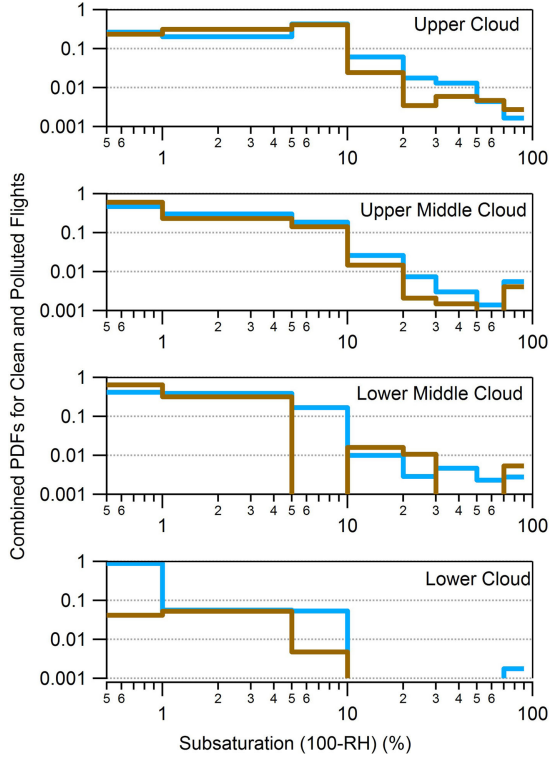 Combined PDFs for Clean and Polluted Flights
Upper Cloud
1
0.1
0.01
0.001
5 6 1 2 3 4 5 6 10 2 3 4 5 6 100
Upper Middle Cloud
1
0.1
0.01
0.001
5 6 1 2 3 4 5 6 10 2 3 4 5 6 100
Lower Middle Cloud
1
0.1
0.01
0.001
5 6 1 2 3 4 5 6 10 2 3 4 5 6 100
Lower Cloud
1
0.1
0.01
0.001
5 6 1 2 3 4 5 6 10 2 3 4 5 6 100
Subsaturation (100-RH) (%)